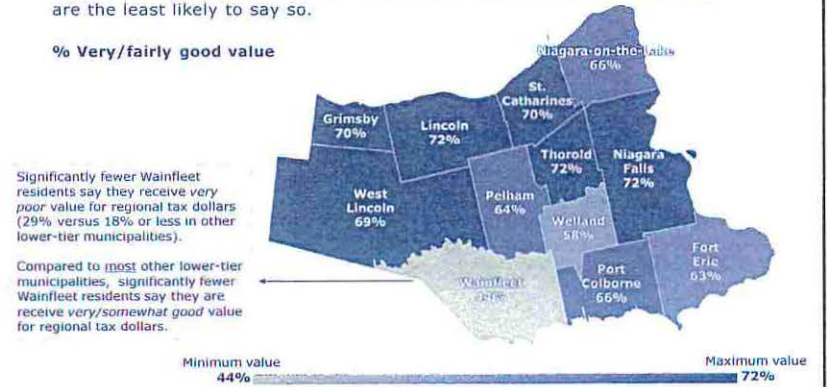 are the least likely to say so.
% Very/fairly good value
Niagara-on-the-Lake
66%
St.
Catharines
70%
Grimsby
70%
Lincoln
72%
Thorold
72%
Niagara
Falls
72%
West
Lincoln
69%
Pelham
64%
Welland
58%
Fort
Erie
63%
Port
Colborne
66%
Wainfleet
Significantly fewer Wainfleet
residents say they receive very
poor value for regional tax dollars
(29% versus 18% or less in other
lower-tier municipalities).
Compared to most other lower-tier
municipalities, significantly fewer
Wainfleet residents say they are
receive very/somewhat good value
for regional tax dollars.
Minimum value
44%
Maximum value
72%